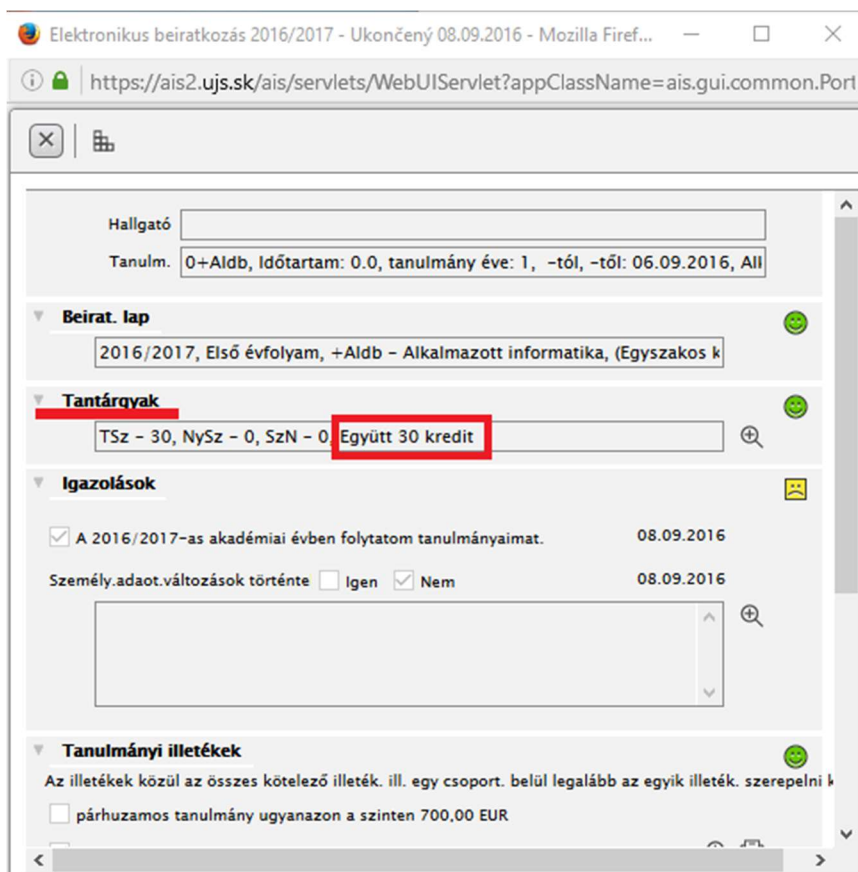 Elektronikus beiratkozás 2016/2017 - Ukončený 08.09.2016 - Mozilla Firef...
https://ais2.ujs.sk/ais/servlets/WebUIServlet?appClassName=ais.gui.common.Port
Hallgató
Tanulm. 0+AIdb, Időtartam: 0.0, tanulmány éve: 1, -tól, -től: 06.09.2016, All
Beirat. lap
2016/2017, Első évfolyam, +AIdb - Alkalmazott informatika, (Egyszakos k
Tantárgyak
TSz - 30, NySz - 0, SzN - 0, Együtt 30 kredit
Igazolások
A 2016/2017-as akadémiai évben folytatom tanulmányaimat. 08.09.2016
Személy.adaot.változások történte Igen Nem 08.09.2016
Tanulmányi illetékek
Az illetékek közül az összes kötelező illeték. ill. egy csoport. belül legalább az egyik illeték. szerepelni k
párhuzamos tanulmány ugyanazon a szinten 700,00 EUR